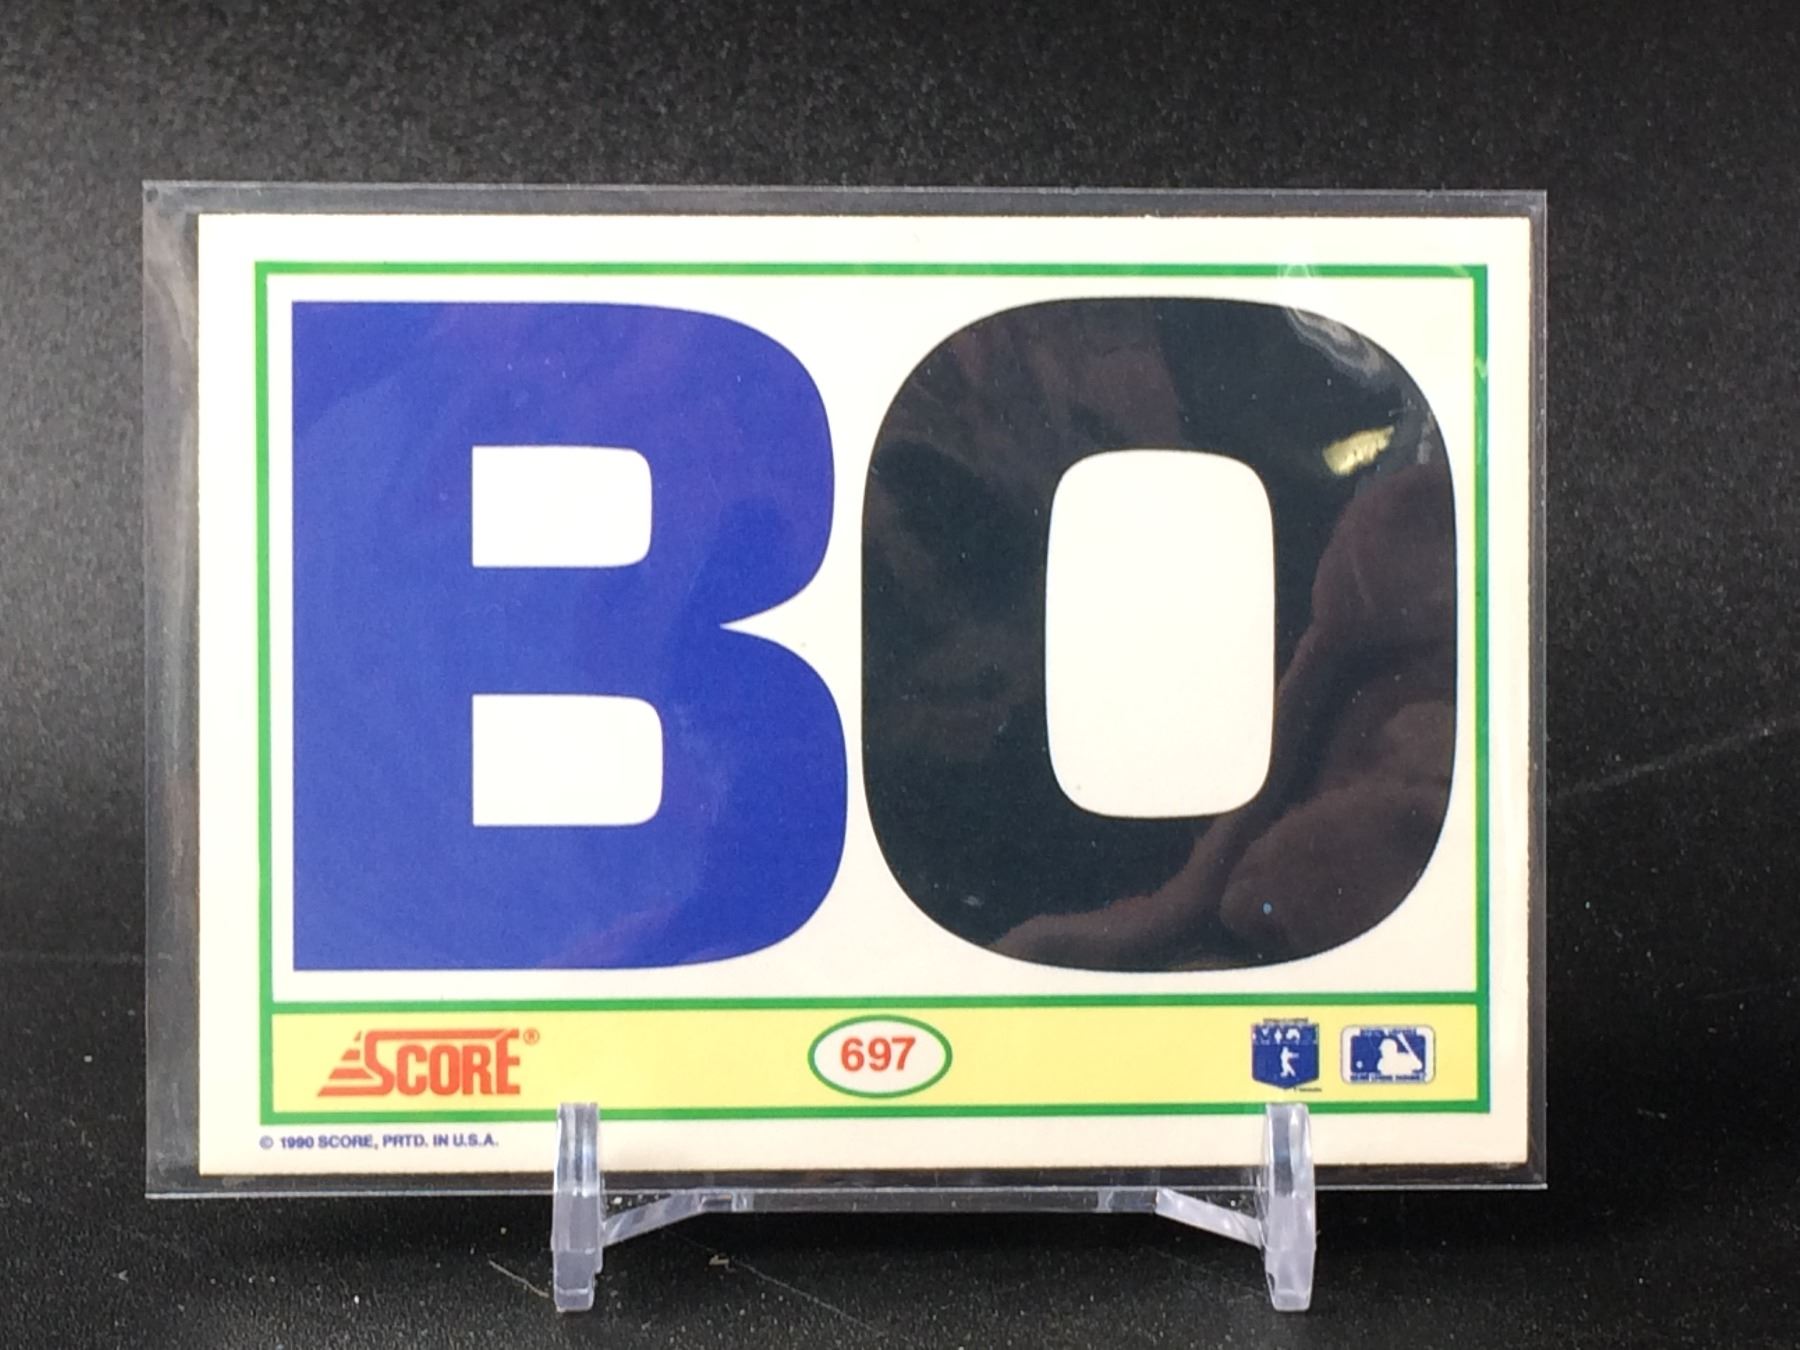 BO
SCORE®
697
© 1990 SCORE, PRTD. IN U.S.A.